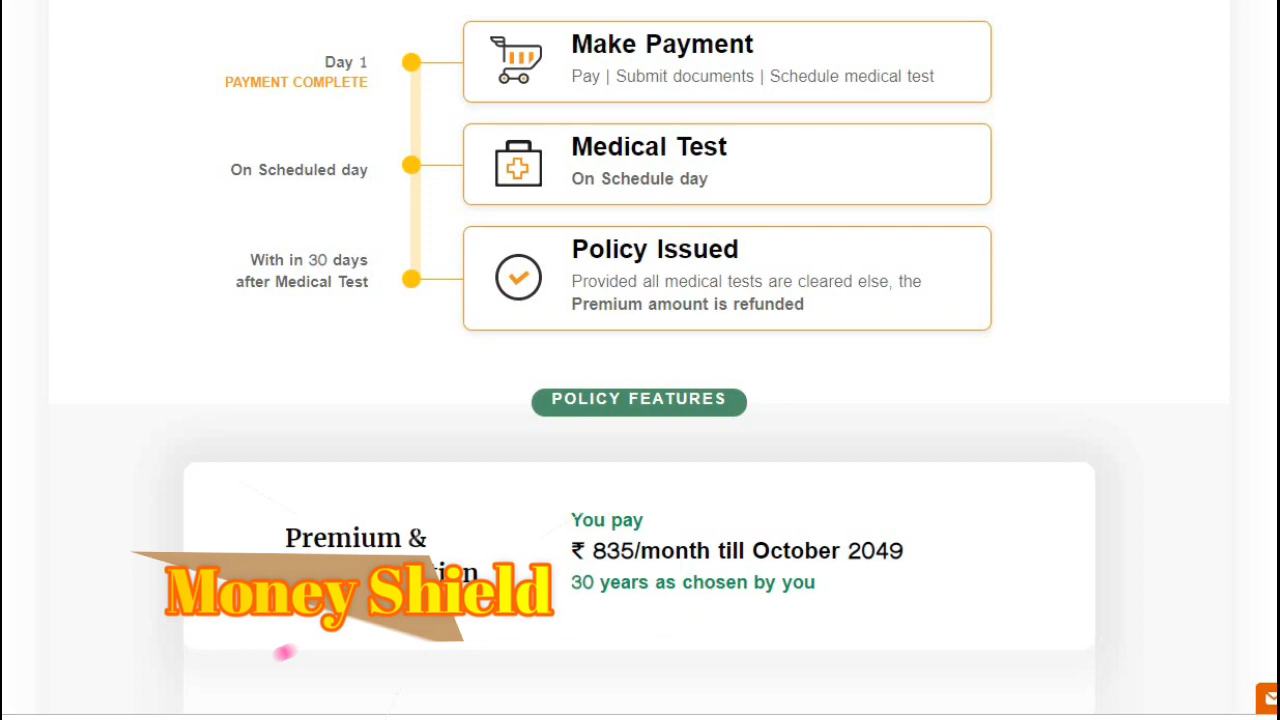 Day 1
PAYMENT COMPLETE
Make Payment
Pay | Submit documents | Schedule medical test
On Scheduled day
Medical Test
On Schedule day
With in 30 days
after Medical Test
Policy Issued
Provided all medical tests are cleared else, the
Premium amount is refunded
POLICY FEATURES
Premium &
You pay
₹ 835/month till October 2049
30 years as chosen by you
Money Shield